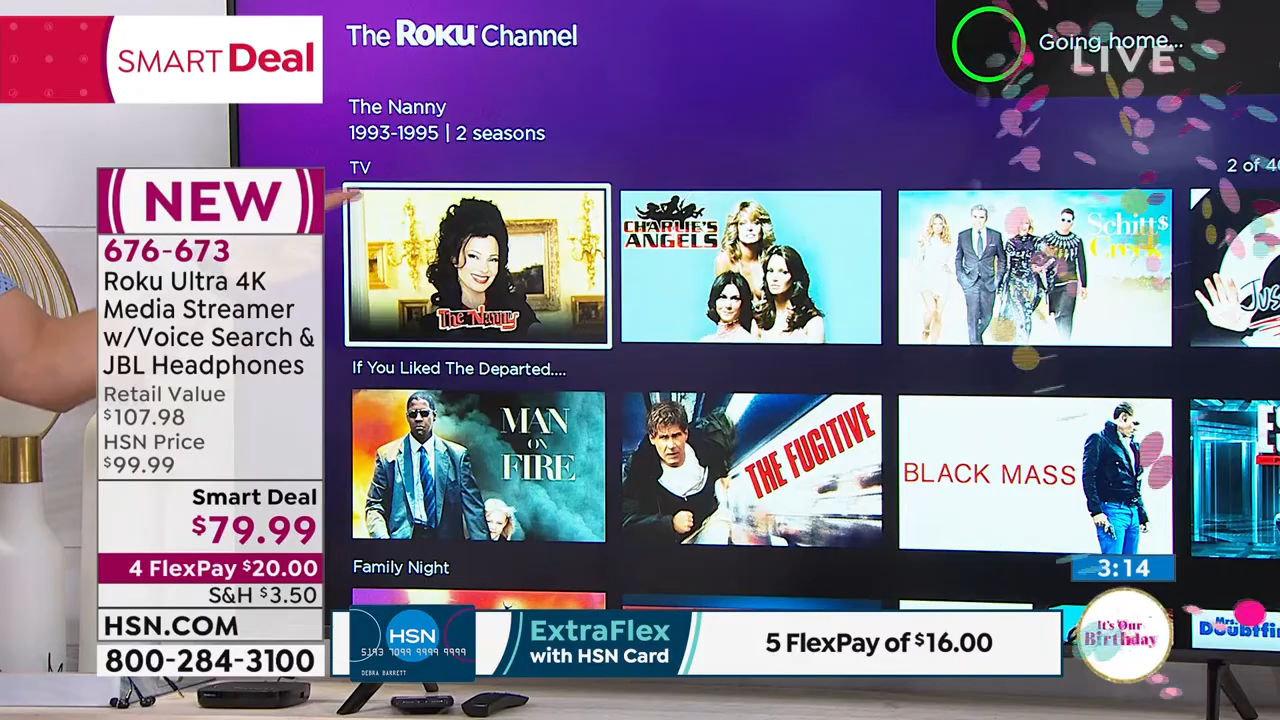 SMART Deal
The Roku Channel
Going home...
LIVE
The Nanny
1993-1995 | 2 seasons
TV
2 of
The Nanny
CHARLIE'S
ANGELS
Schitt$
Creek
NEW
676-673
Roku Ultra 4K
Media Streamer
w/Voice Search &
JBL Headphones
Retail Value
$107.98
HSN Price
$99.99
Smart Deal
$79.99
4 FlexPay $20.00
S&H $3.50
HSN.COM
800-284-3100
If You Liked The Departed....
MAN
ON
FIRE
THE FUGITIVE
BLACK MASS
Family Night
3:14
HSN
5193 7099 9999 9999
DEBRA BARRETT
ExtraFlex
with HSN Card
5 FlexPay of $16.00
It's Our
Birthday
Mrs.